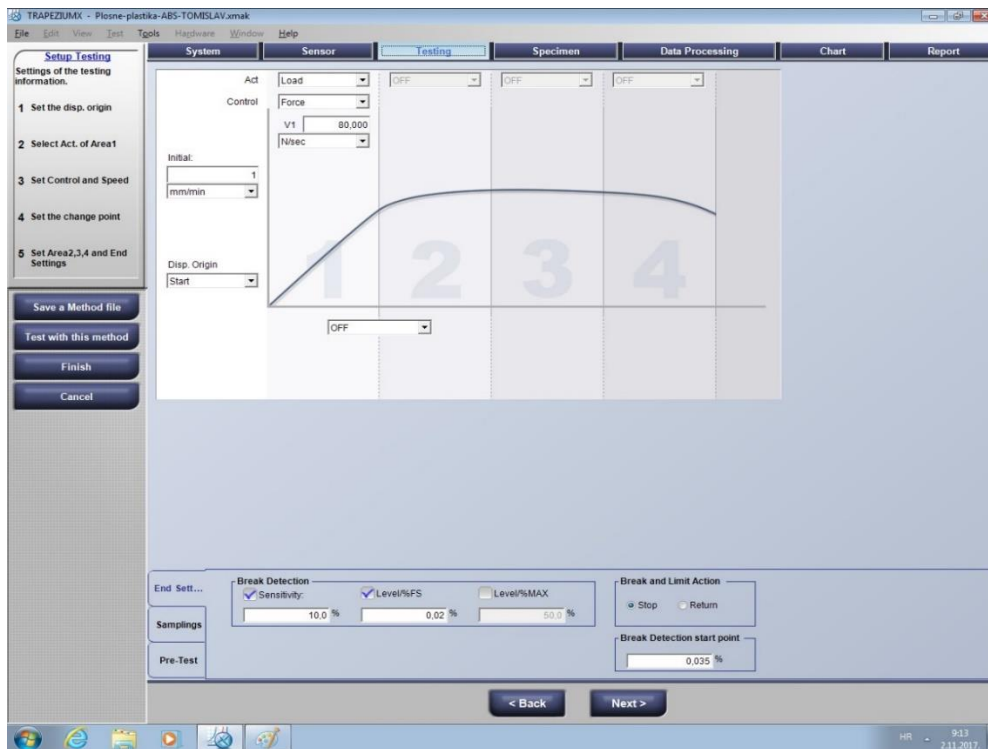 TRAPEZIUMX - Plosne-plastika-ABS-TOMISLAV.xmak
File Edit View Test Tools Hardware Window Help
System Sensor Testing Specimen Data Processing Chart Report
Setup Testing
Settings of the testing
information.
1 Set the disp. origin
2 Select Act. of Area1
3 Set Control and Speed
4 Set the change point
5 Set Area2,3,4 and End
Settings
Save a Method file
Test with this method
Finish
Cancel
Act Load OFF OFF OFF
Control Force
V1 80,000
N/sec
Initial:
1
mm/min
Disp. Origin
Start
1 2 3 4
OFF
End Sett...
Samplings
Pre-Test
Break Detection
Sensitivity: Level/%FS Level/%MAX
10,0 % 0,02 % 50,0 %
Break and Limit Action
Stop Return
Break Detection start point
0,035 %
< Back Next >
HR 9:13
2.11.2017.